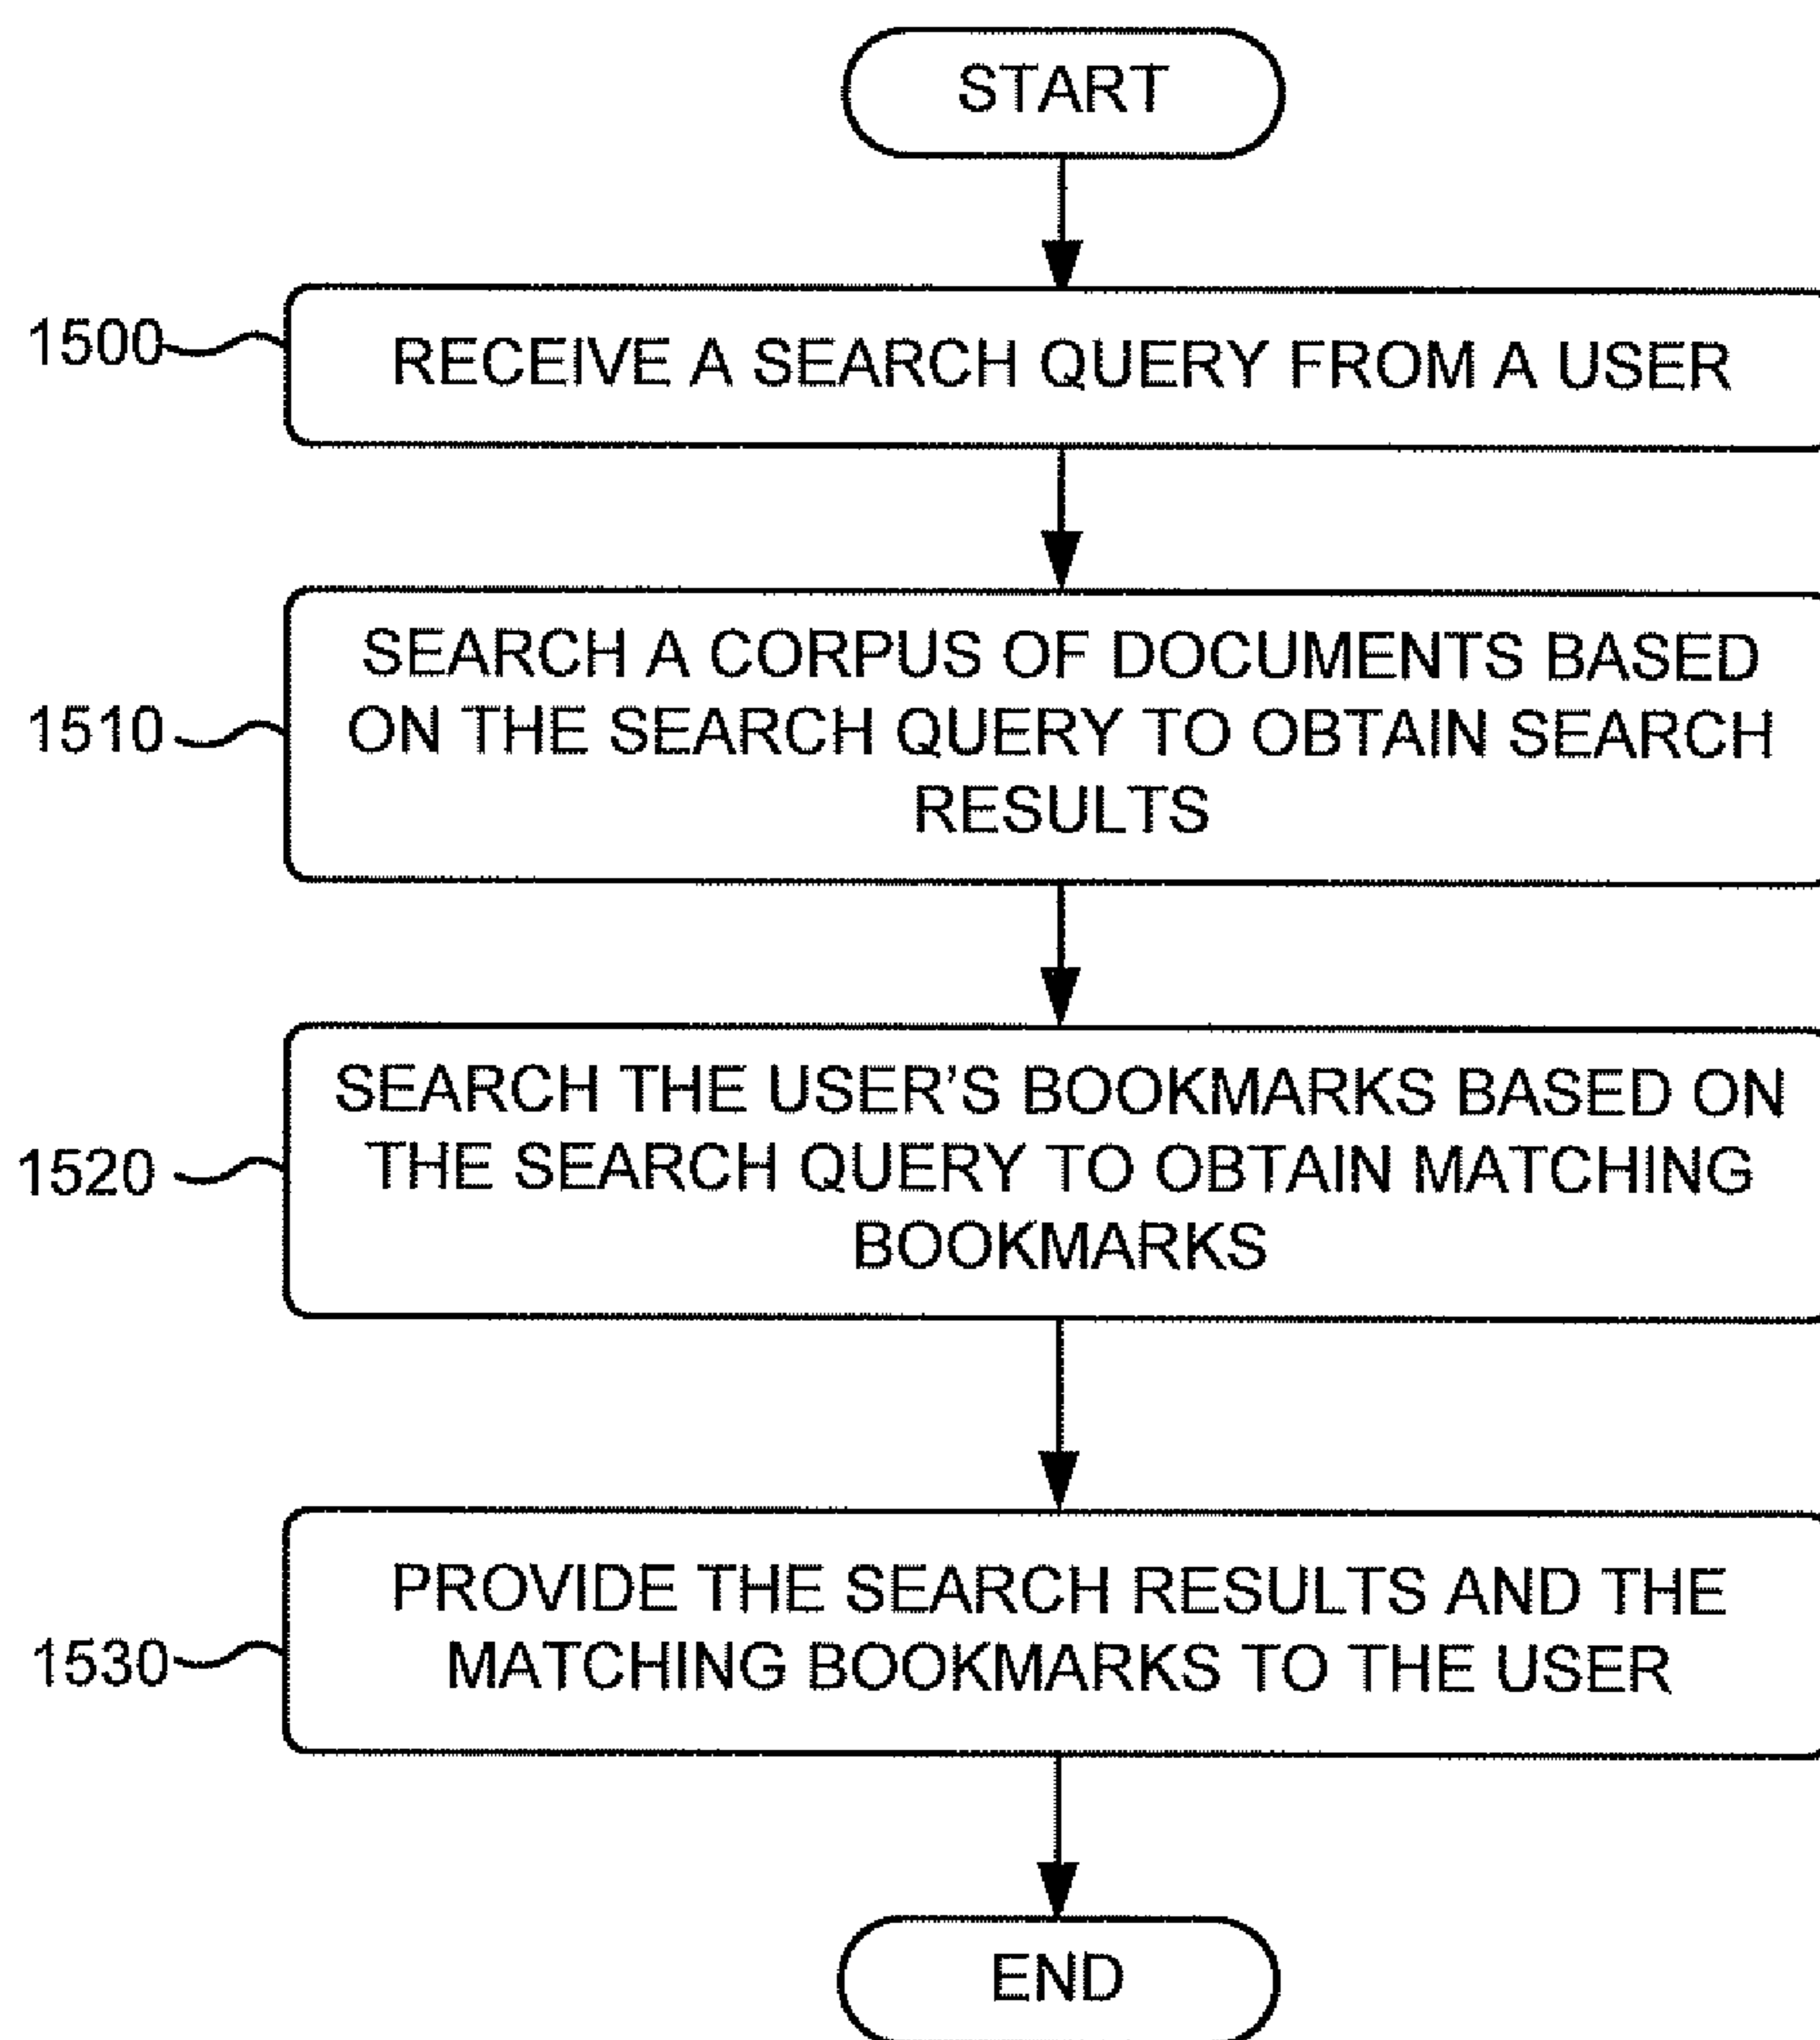 START
1500
RECEIVE A SEARCH QUERY FROM A USER
1510
SEARCH A CORPUS OF DOCUMENTS BASED
ON THE SEARCH QUERY TO OBTAIN SEARCH
RESULTS
1520
SEARCH THE USER'S BOOKMARKS BASED ON
THE SEARCH QUERY TO OBTAIN MATCHING
BOOKMARKS
1530
PROVIDE THE SEARCH RESULTS AND THE
MATCHING BOOKMARKS TO THE USER
END